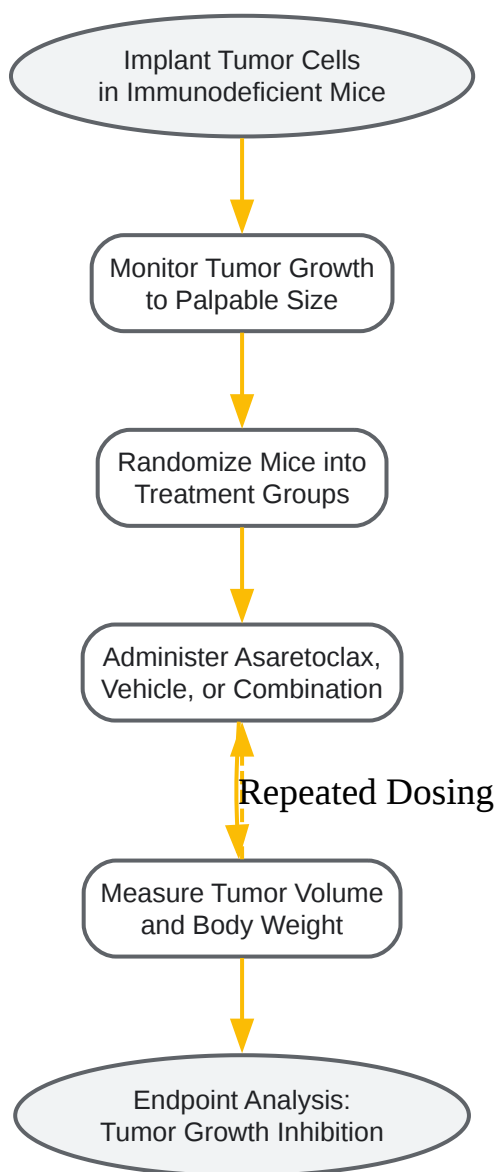 Implant Tumor Cells
in Immunodeficient Mice
Monitor Tumor Growth
to Palpable Size
Randomize Mice into
Treatment Groups
Administer Asaretoclax,
Vehicle, or Combination
Repeated Dosing
Measure Tumor Volume
and Body Weight
Endpoint Analysis:
Tumor Growth Inhibition